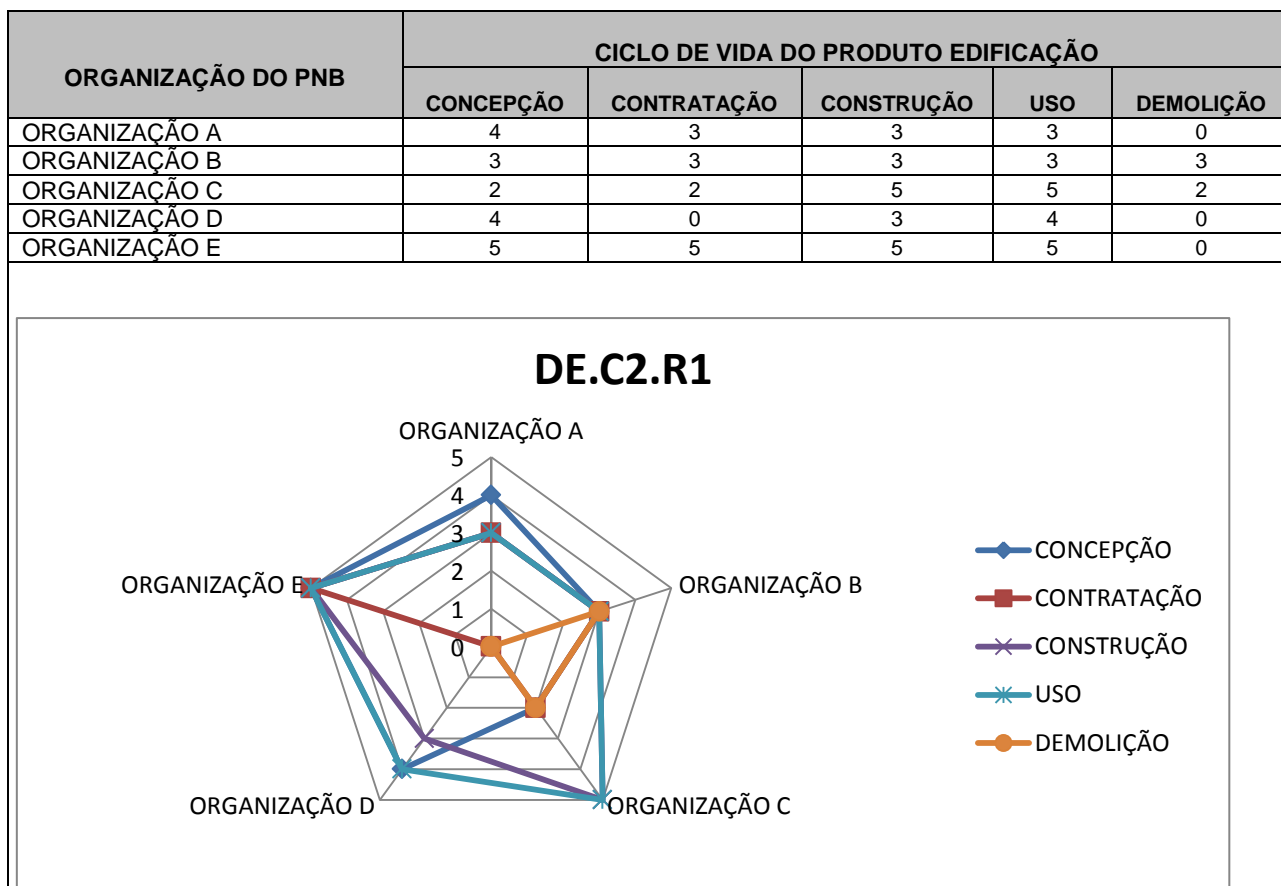 ORGANIZAÇÃO DO PNB
CICLO DE VIDA DO PRODUTO EDIFICAÇÃO
CONCEPÇÃO CONTRATAÇÃO CONSTRUÇÃO USO DEMOLIÇÃO
ORGANIZAÇÃO A 4 3 3 3 0
ORGANIZAÇÃO B 3 3 3 3 3
ORGANIZAÇÃO C 2 2 5 5 2
ORGANIZAÇÃO D 4 0 3 4 0
ORGANIZAÇÃO E 5 5 5 5 0
DE.C2.R1
ORGANIZAÇÃO A
5
4
3
2
1
0
ORGANIZAÇÃO B
ORGANIZAÇÃO C
ORGANIZAÇÃO D
ORGANIZAÇÃO E
CONCEPÇÃO
CONTRATAÇÃO
CONSTRUÇÃO
USO
DEMOLIÇÃO